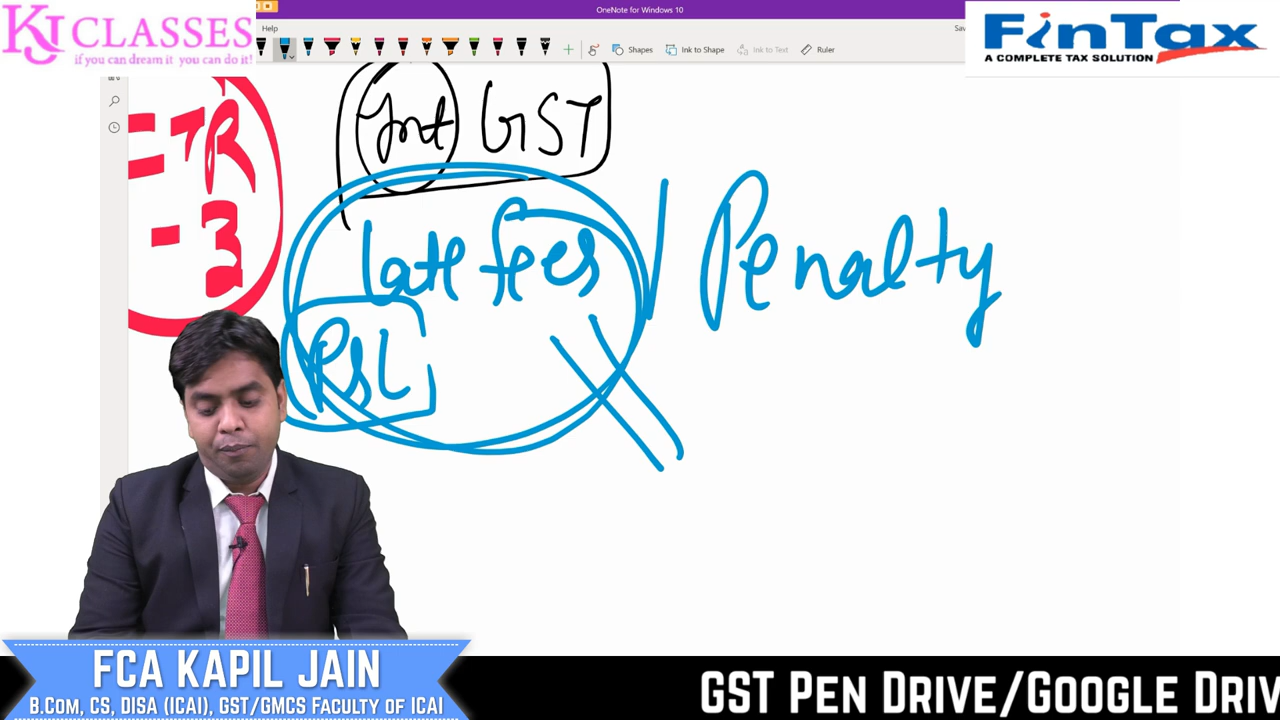 KJ CLASSES
if you can dream it you can do it!
OneNote for Windows 10
Help
Sav
Shapes
Ink to Shape
Ink to Text
Ruler
FinTax
A COMPLETE TAX SOLUTION
Int GST
TR
- 3
late fees / Penalty
FCA KAPIL JAIN
B.COM, CS, DISA (ICAI), GST/GMCS FACULTY OF ICAI
GST PEN DRIVE/GOOGLE DRIV